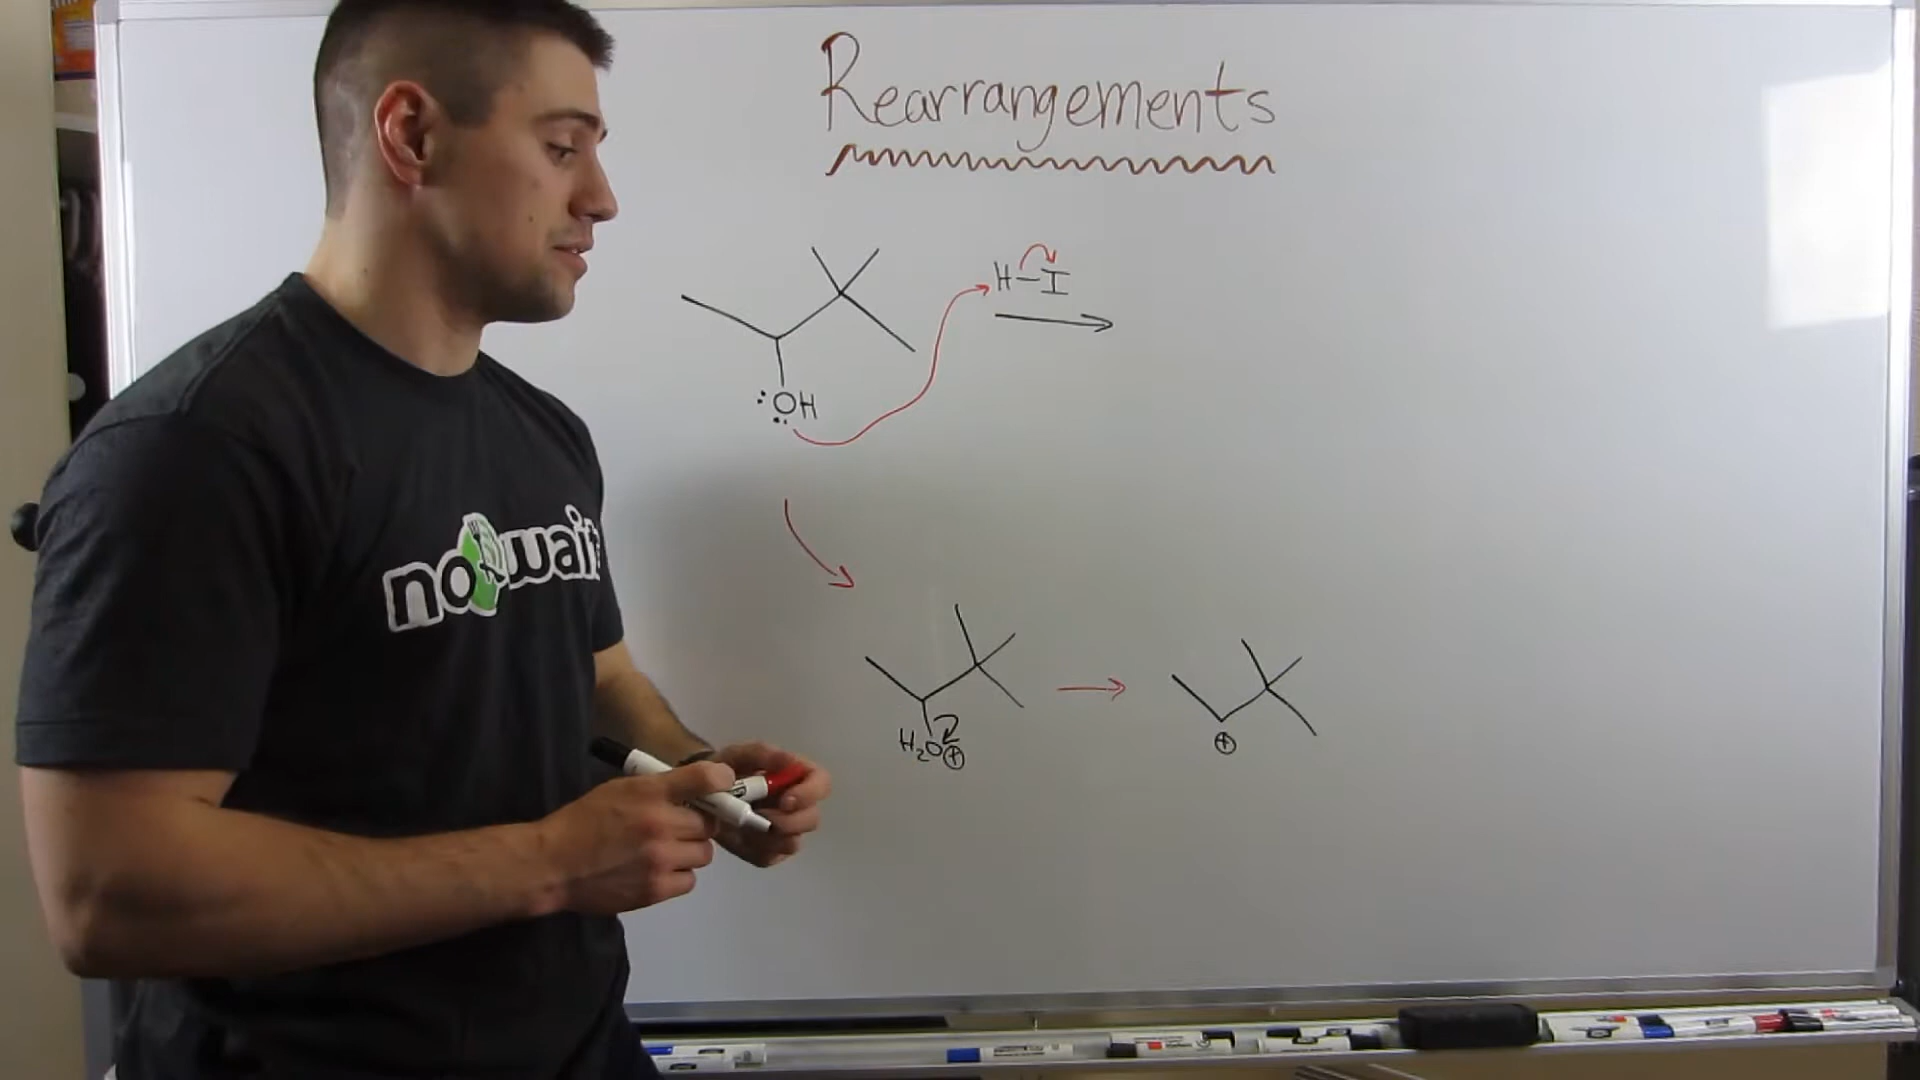 Rearrangements
H–I
:OH
nowait
H₂O⊕
⊕